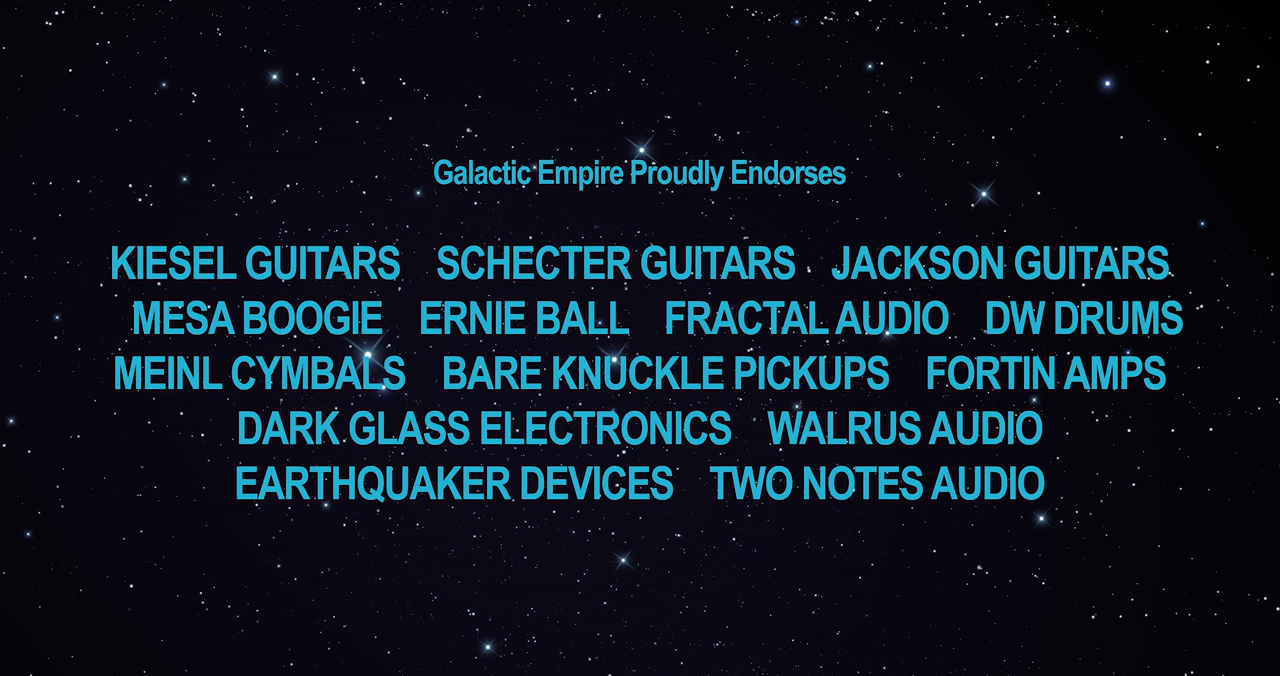 Galactic Empire Proudly Endorses
KIESEL GUITARS SCHECTER GUITARS JACKSON GUITARS
MESA BOOGIE ERNIE BALL FRACTAL AUDIO DW DRUMS
MEINL CYMBALS BARE KNUCKLE PICKUPS FORTIN AMPS
DARK GLASS ELECTRONICS WALRUS AUDIO
EARTHQUAKER DEVICES TWO NOTES AUDIO